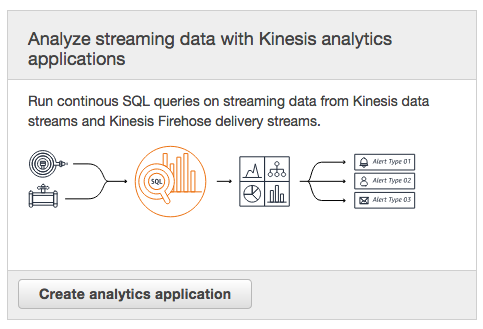 Analyze streaming data with Kinesis analytics
applications
Run continous SQL queries on streaming data from Kinesis data
streams and Kinesis Firehose delivery streams.
SQL
Alert Type 01
Alert Type 02
Alert Type 03
Create analytics application